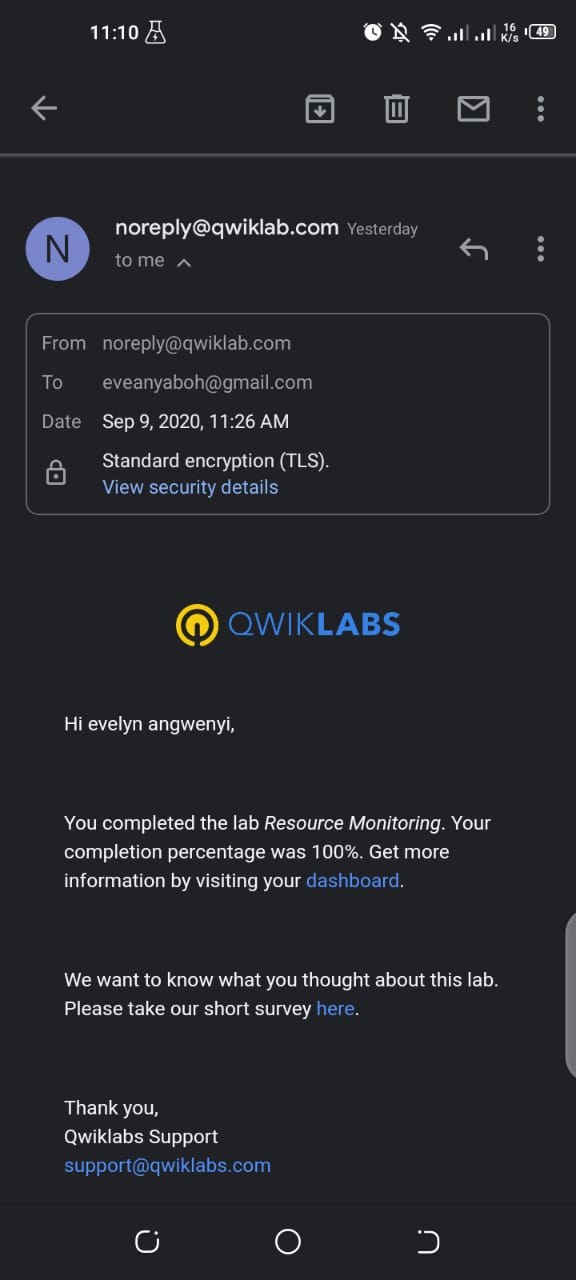 11:10 16 K/s 49
N
noreply@qwiklab.com Yesterday
to me
From noreply@qwiklab.com
To eveanyaboh@gmail.com
Date Sep 9, 2020, 11:26 AM
Standard encryption (TLS).
View security details
QWIKLABS
Hi evelyn angwenyi,
You completed the lab Resource Monitoring. Your
completion percentage was 100%. Get more
information by visiting your dashboard.
We want to know what you thought about this lab.
Please take our short survey here.
Thank you,
Qwiklabs Support
support@qwiklabs.com